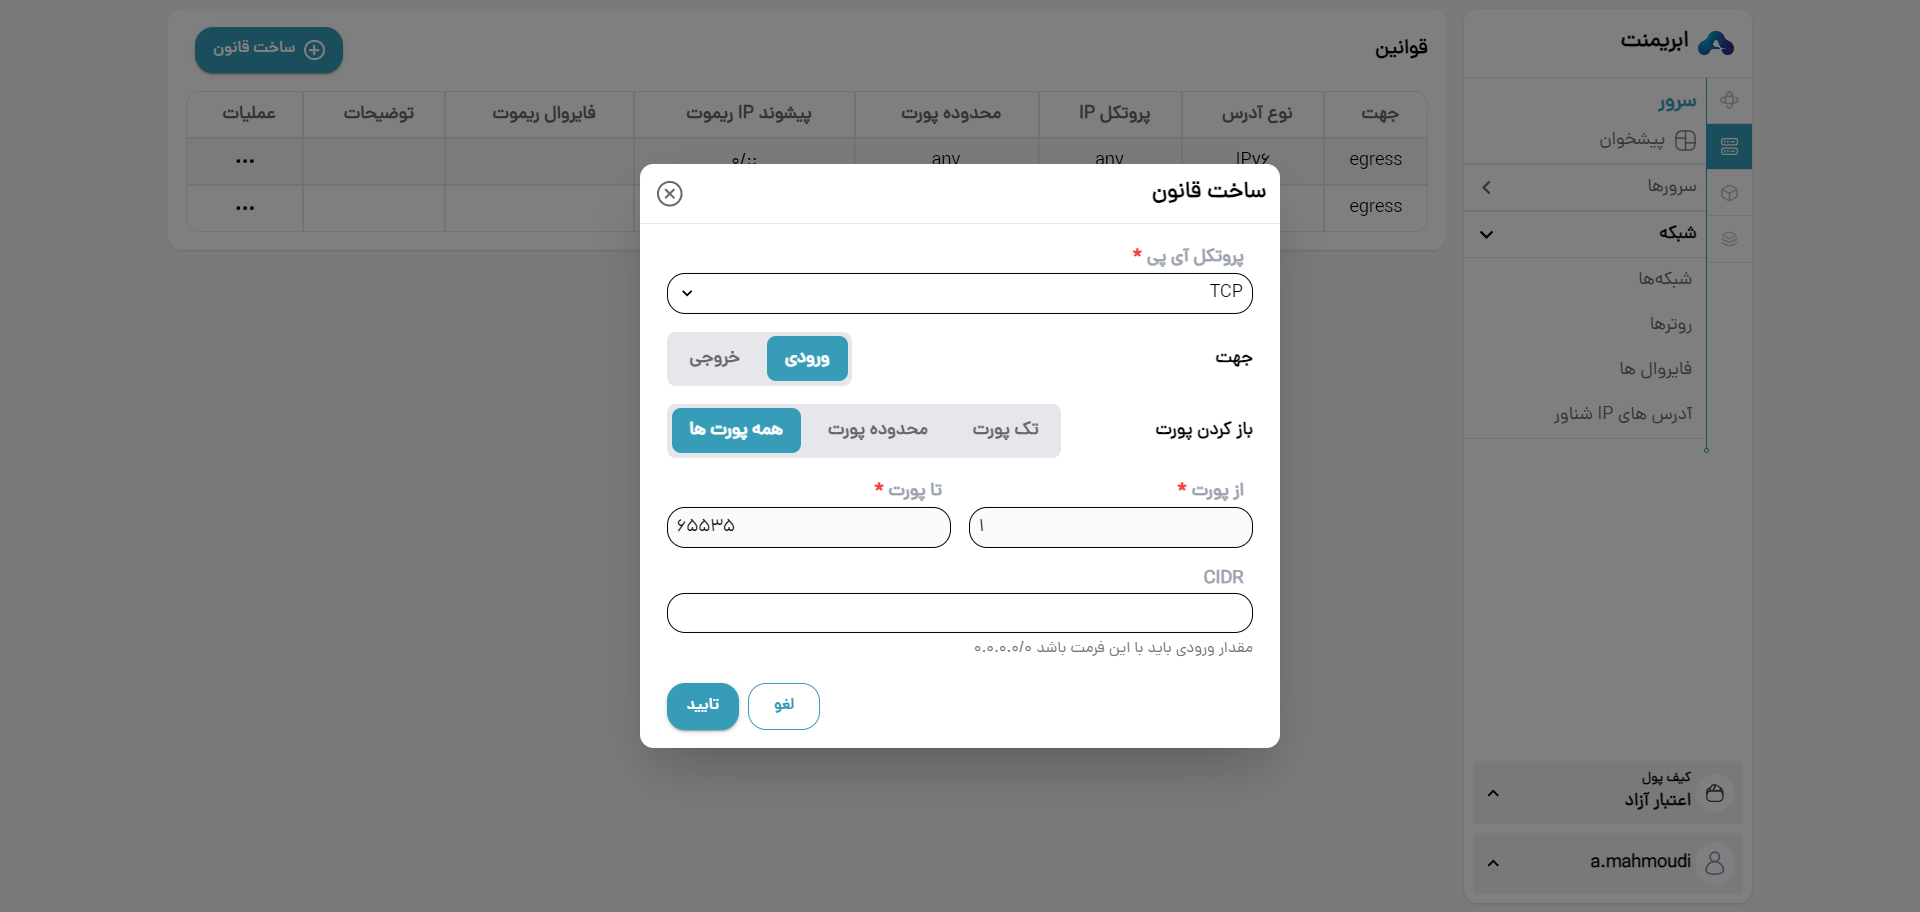 ابریمنت
سرور
پیشخوان
سرورها
شبکه
شبکه‌ها
روترها
فایروال ها
آدرس های IP شناور
کیف پول
اعتبار آزاد
a.mahmoudi
قوانین
ساخت قانون
جهت نوع آدرس پروتکل IP محدوده پورت پیشوند IP ریموت فایروال ریموت توضیحات عملیات
egress IPv۶ any any ::/۰
egress
ساخت قانون
پروتکل آی پی *
TCP
جهت ورودی خروجی
باز کردن پورت تک پورت محدوده پورت همه پورت ها
از پورت * تا پورت *
۱ ۶۵۵۳۵
CIDR
مقدار ورودی باید با این فرمت باشد ۰.۰.۰.۰/۰
لغو تایید